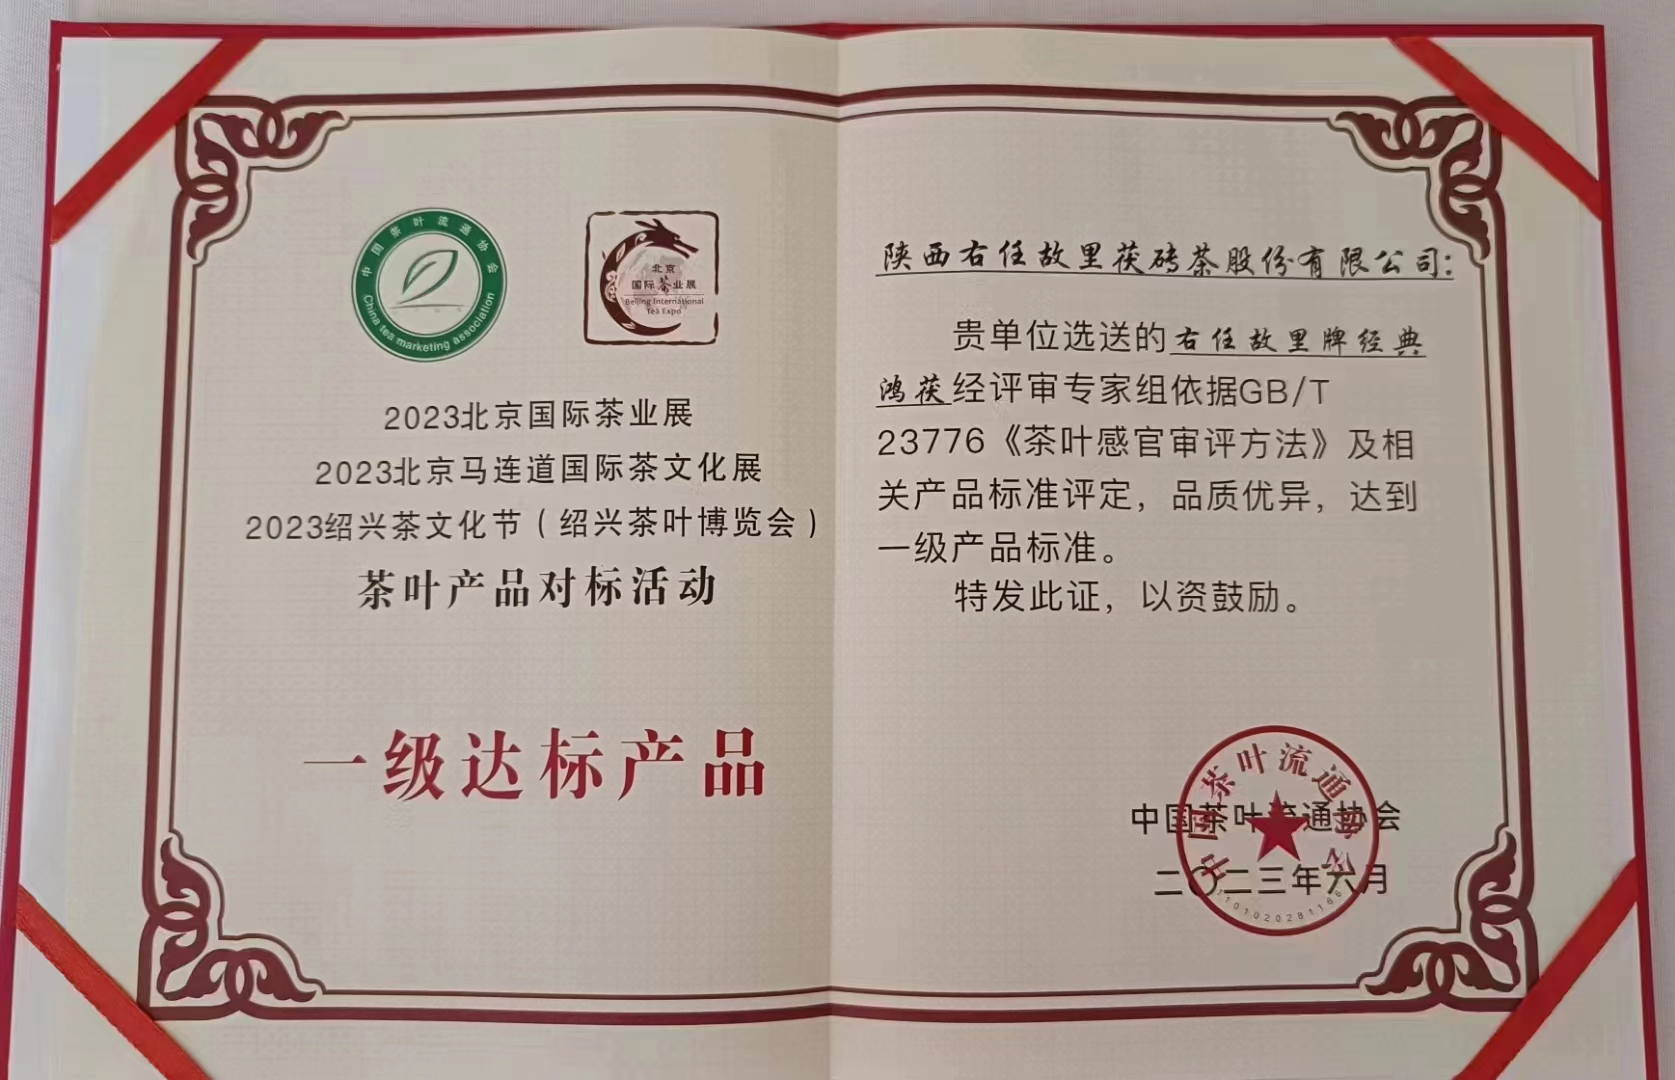 中国茶叶流通协会
China tea marketing association
北京
国际茶业展
Beijing International
Tea Expo
2023北京国际茶业展
2023北京马连道国际茶文化展
2023绍兴茶文化节（绍兴茶叶博览会）
茶叶产品对标活动
一级达标产品
陕西右任故里茯砖茶股份有限公司：
贵单位选送的右任故里牌经典
鸿茯经评审专家组依据GB/T
23776《茶叶感官审评方法》及相
关产品标准评定，品质优异，达到
一级产品标准。
特发此证，以资鼓励。
中国茶叶流通协会
二〇二三年六月
中国茶叶流通协会